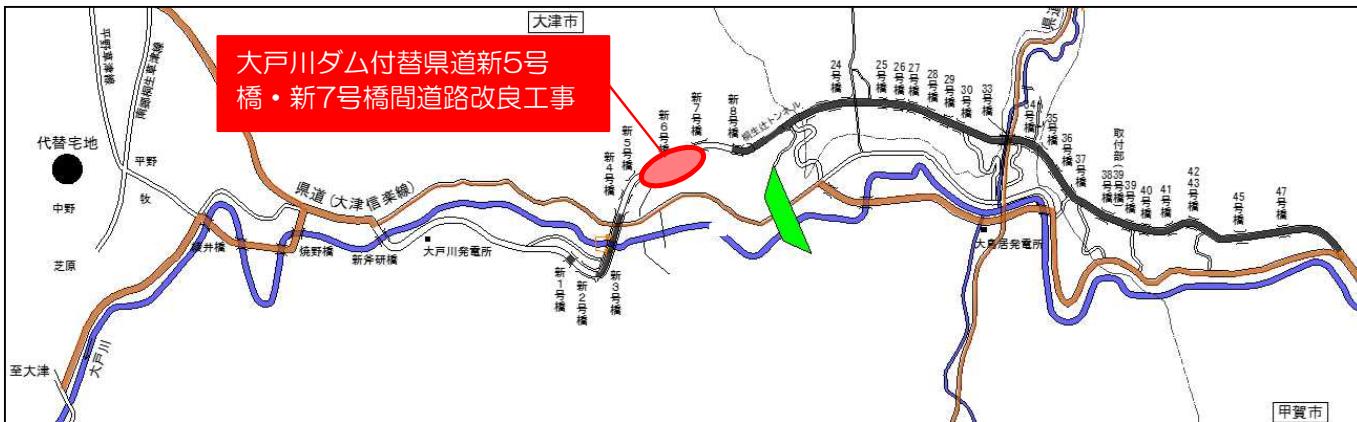 大津市
県道
大戸川ダム付替県道新5号
橋・新7号橋間道路改良工事
代替宅地
中野
芝原
平野
牧
県道(大津信楽線)
焼野橋
新斧研橋
大戸川発電所
新1号橋
新2号橋
新3号橋
新4号橋
新5号橋
新6号橋
新7号橋
新8号橋
桐生辻トンネル
24号橋
25号橋
26号橋
27号橋
28号橋
29号橋
30号橋
33号橋
34号橋
35号橋
36号橋
37号橋
38号橋
39号橋
取付部)
39号橋
40号橋
41号橋
42
43号橋
45号橋
47号橋
大鳥居発電所
大戸川
至大津
甲賀市